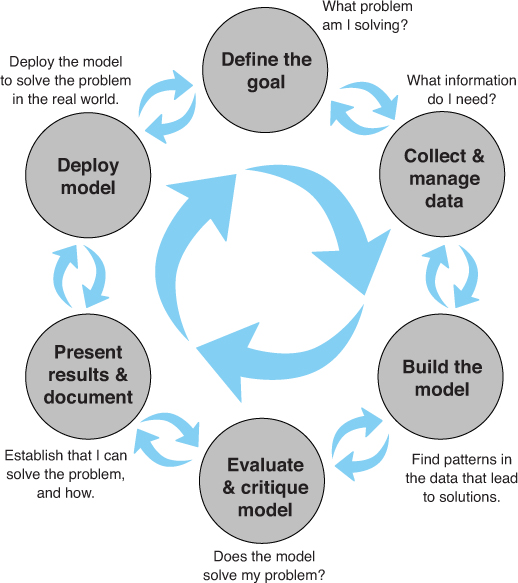 What problem
am I solving?
Define the
goal
What information
do I need?
Collect &
manage
data
Build the
model
Find patterns in
the data that lead
to solutions.
Evaluate
& critique
model
Does the model
solve my problem?
Present
results &
document
Establish that I can
solve the problem,
and how.
Deploy
model
Deploy the model
to solve the problem
in the real world.